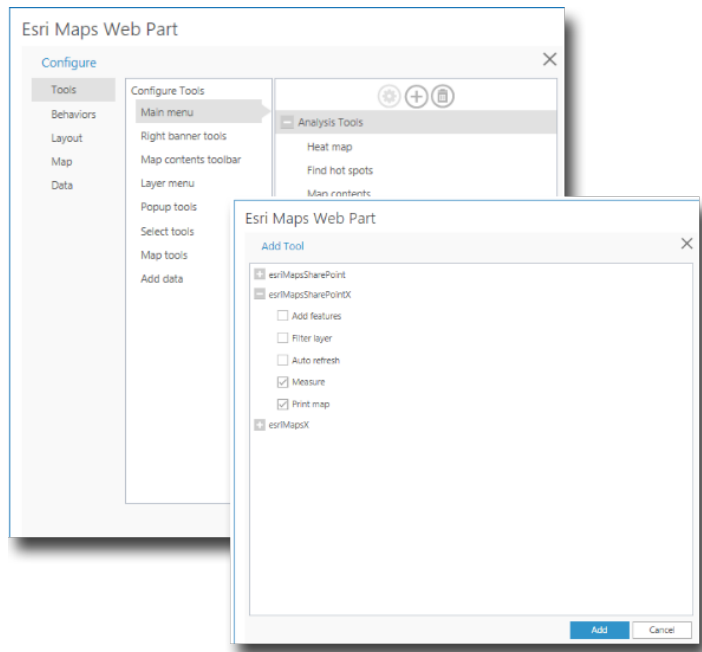 Esri Maps Web Part
Configure
Tools
Behaviors
Layout
Map
Data
Configure Tools
Main menu
Right banner tools
Map contents toolbar
Layer menu
Popup tools
Select tools
Map tools
Add data
Analysis Tools
Heat map
Find hot spots
Map contents
Esri Maps Web Part
Add Tool
esriMapsSharePoint
esriMapsSharePointX
Add features
Filter layer
Auto refresh
Measure
Print map
esriMapsX
Add
Cancel